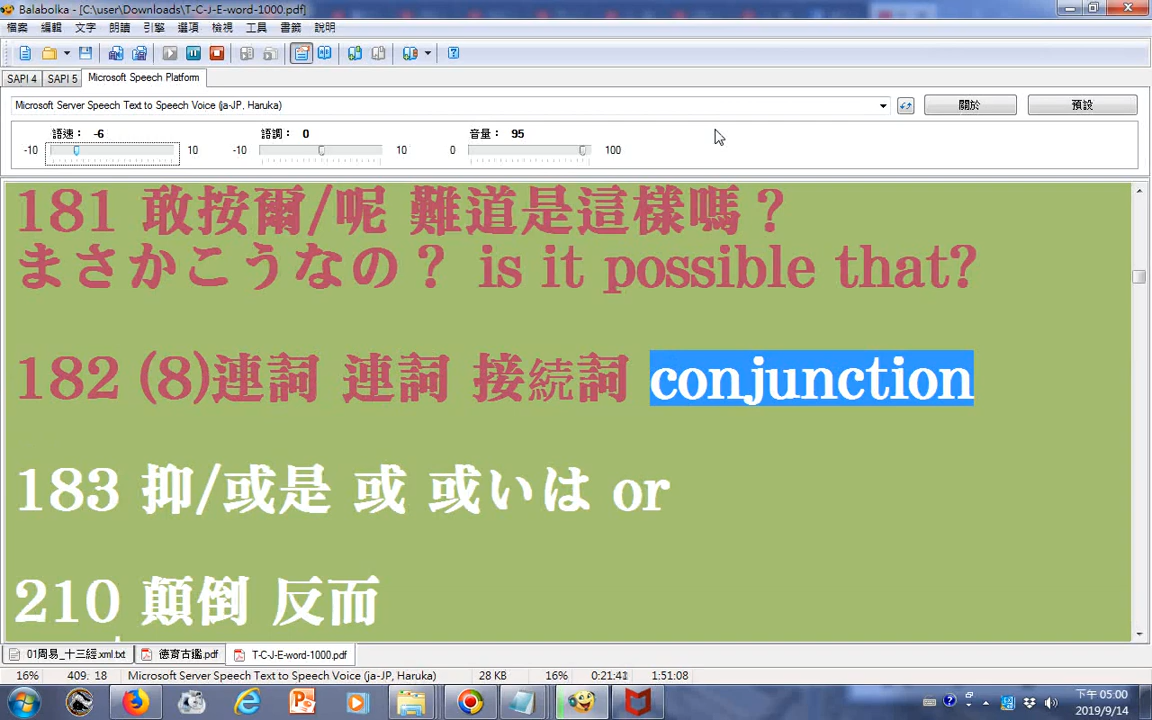 Balabolka - [C:\user\Downloads\T-C-J-E-word-1000.pdf]
檔案 編輯 文字 朗讀 引擎 選項 檢視 工具 書籤 說明
SAPI 4 SAPI 5 Microsoft Speech Platform
Microsoft Server Speech Text to Speech Voice (ja-JP, Haruka) 關於 預設
語速： -6 語調： 0 音量： 95
-10 10 -10 10 0 100
181 敢按爾/呢 難道是這樣嗎？
まさかこうなの？ is it possible that?
182 (8)連詞 連詞 接続詞 conjunction
183 抑/或是 或 或いは or
210 顛倒 反而
01周易_十三經.xml.txt 德育古鑑.pdf T-C-J-E-word-1000.pdf
16% 409: 18 Microsoft Server Speech Text to Speech Voice (ja-JP, Haruka) 28 KB 16% 0:21:41 1:51:08
下午 05:00
2019/9/14